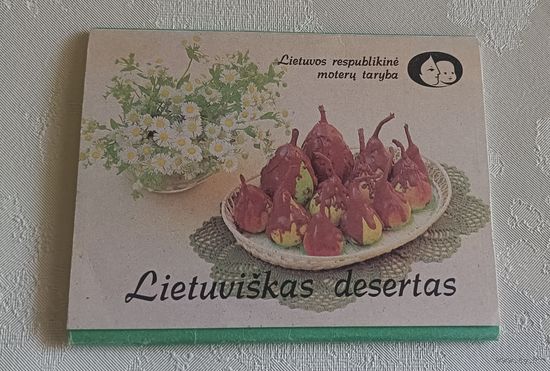 Lietuvos respublikinė
moterų taryba
Lietuviškas desertas